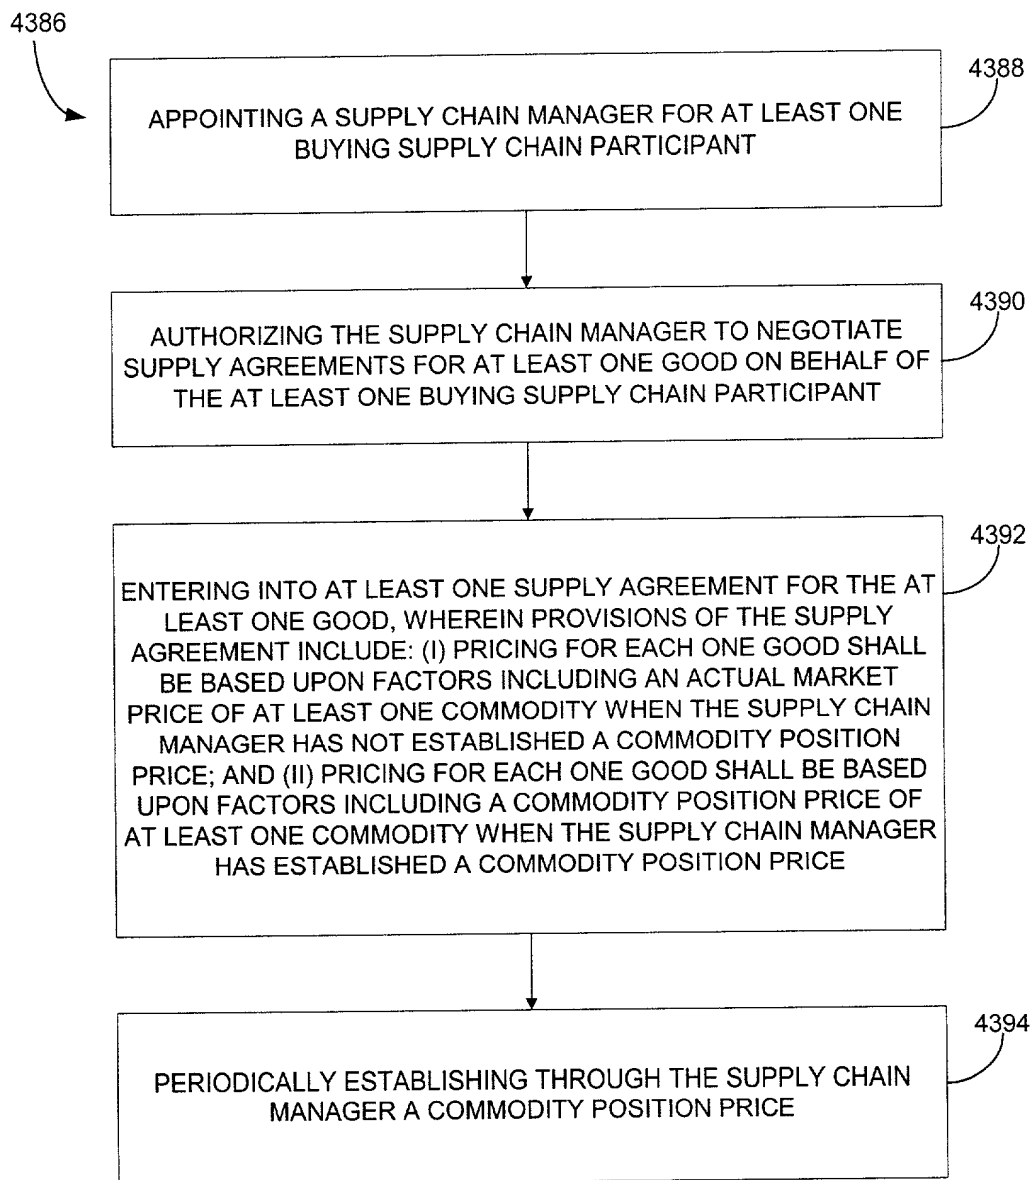 4386
4388
APPOINTING A SUPPLY CHAIN MANAGER FOR AT LEAST ONE
BUYING SUPPLY CHAIN PARTICIPANT
4390
AUTHORIZING THE SUPPLY CHAIN MANAGER TO NEGOTIATE
SUPPLY AGREEMENTS FOR AT LEAST ONE GOOD ON BEHALF OF
THE AT LEAST ONE BUYING SUPPLY CHAIN PARTICIPANT
4392
ENTERING INTO AT LEAST ONE SUPPLY AGREEMENT FOR THE AT
LEAST ONE GOOD, WHEREIN PROVISIONS OF THE SUPPLY
AGREEMENT INCLUDE: (I) PRICING FOR EACH ONE GOOD SHALL
BE BASED UPON FACTORS INCLUDING AN ACTUAL MARKET
PRICE OF AT LEAST ONE COMMODITY WHEN THE SUPPLY CHAIN
MANAGER HAS NOT ESTABLISHED A COMMODITY POSITION
PRICE; AND (II) PRICING FOR EACH ONE GOOD SHALL BE BASED
UPON FACTORS INCLUDING A COMMODITY POSITION PRICE OF
AT LEAST ONE COMMODITY WHEN THE SUPPLY CHAIN MANAGER
HAS ESTABLISHED A COMMODITY POSITION PRICE
4394
PERIODICALLY ESTABLISHING THROUGH THE SUPPLY CHAIN
MANAGER A COMMODITY POSITION PRICE